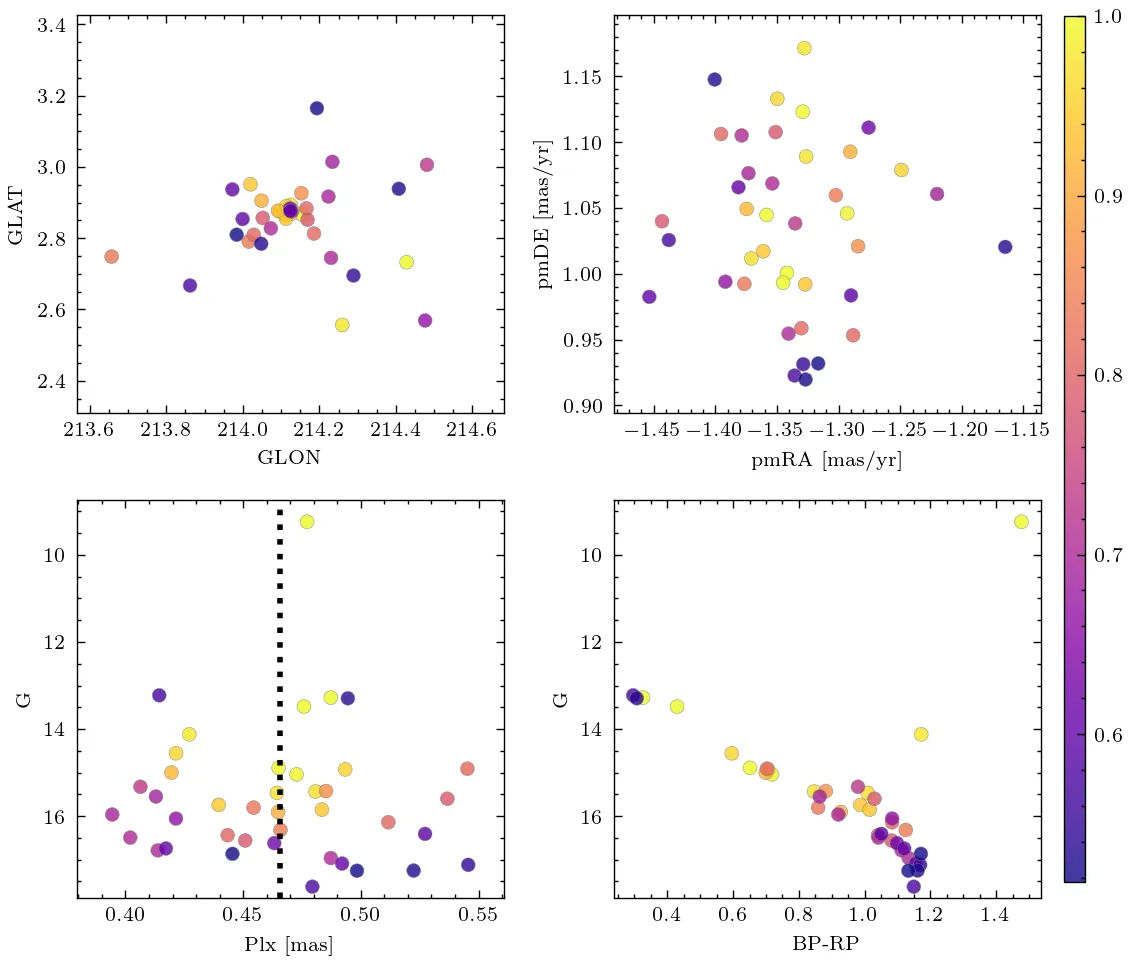 3.4
3.2
3.0
2.8
2.6
2.4
GLAT
213.6 213.8 214.0 214.2 214.4 214.6
GLON
1.15
1.10
1.05
1.00
0.95
0.90
pmDE [mas/yr]
−1.45 −1.40 −1.35 −1.30 −1.25 −1.20 −1.15
pmRA [mas/yr]
10
12
14
16
G
0.40 0.45 0.50 0.55
Plx [mas]
10
12
14
16
G
0.4 0.6 0.8 1.0 1.2 1.4
BP-RP
1.0
0.9
0.8
0.7
0.6